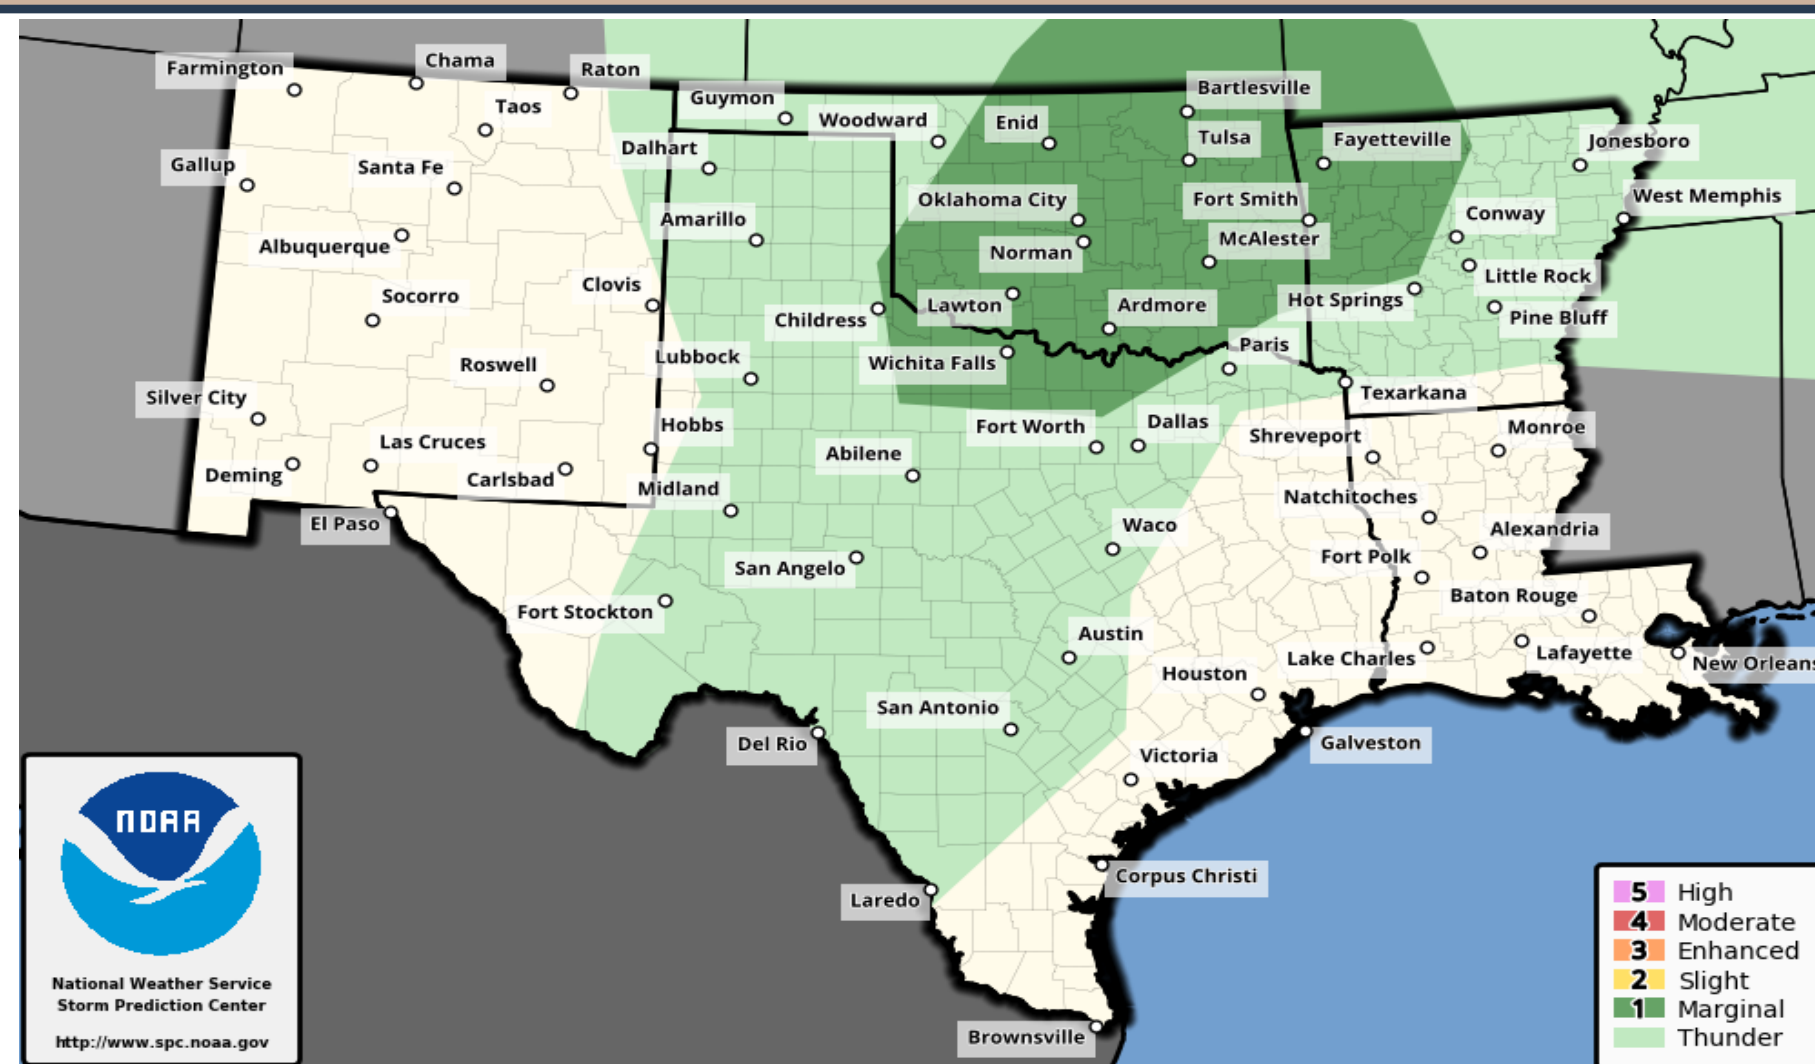 Farmington
Chama
Raton
Taos
Guymon
Woodward
Enid
Bartlesville
Tulsa
Fayetteville
Jonesboro
Gallup
Santa Fe
Dalhart
Oklahoma City
Fort Smith
West Memphis
Amarillo
Conway
Albuquerque
Norman
McAlester
Socorro
Clovis
Little Rock
Childress
Lawton
Ardmore
Hot Springs
Pine Bluff
Roswell
Lubbock
Wichita Falls
Paris
Silver City
Texarkana
Las Cruces
Hobbs
Fort Worth
Dallas
Shreveport
Monroe
Deming
Carlsbad
Midland
Abilene
Natchitoches
El Paso
Waco
Alexandria
San Angelo
Fort Polk
Fort Stockton
Baton Rouge
Austin
Houston
Lake Charles
Lafayette
New Orleans
San Antonio
Del Rio
Galveston
Victoria
Laredo
Corpus Christi
Brownsville
NOAA
National Weather Service
Storm Prediction Center
http://www.spc.noaa.gov
5 High
4 Moderate
3 Enhanced
2 Slight
1 Marginal
Thunder